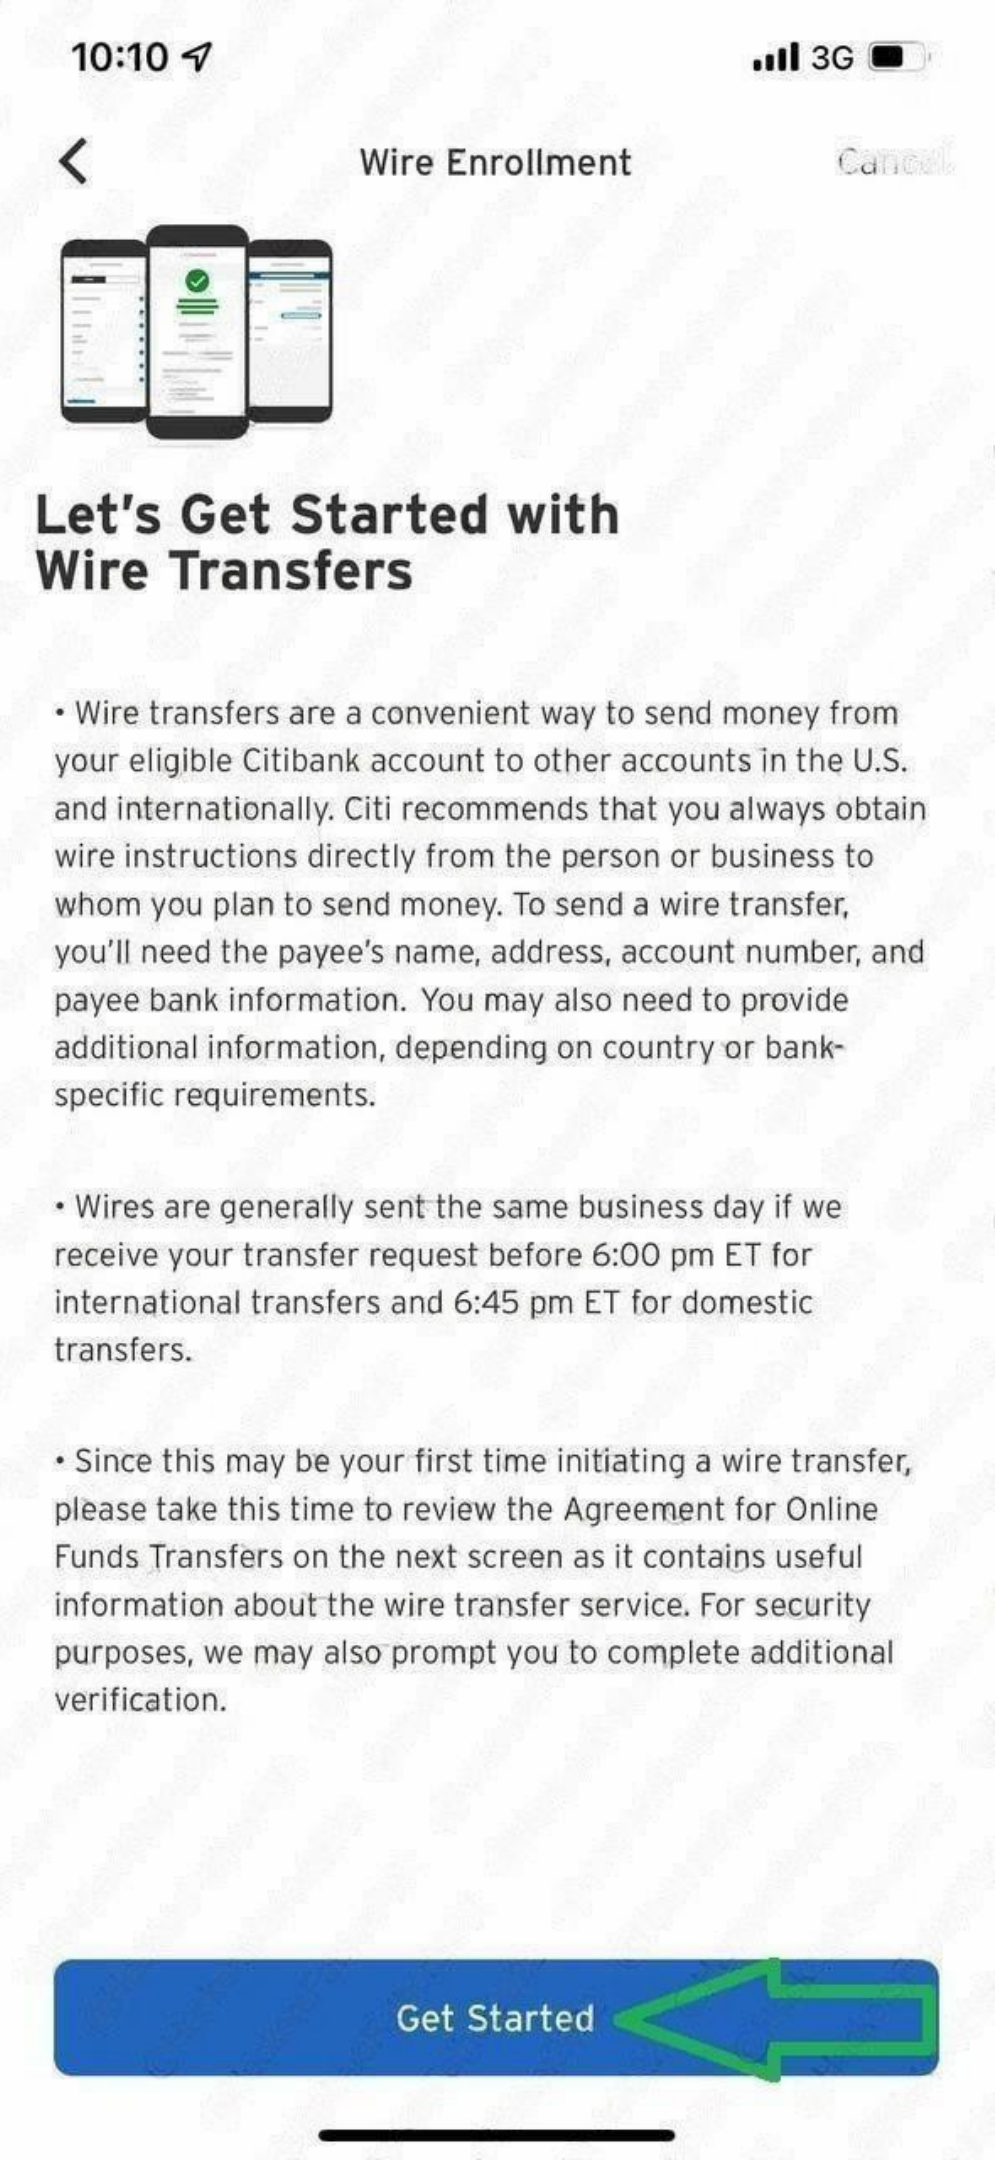 10:10
3G
Wire Enrollment
Cancel
Let's Get Started with
Wire Transfers
• Wire transfers are a convenient way to send money from
your eligible Citibank account to other accounts in the U.S.
and internationally. Citi recommends that you always obtain
wire instructions directly from the person or business to
whom you plan to send money. To send a wire transfer,
you'll need the payee's name, address, account number, and
payee bank information. You may also need to provide
additional information, depending on country or bank-
specific requirements.
• Wires are generally sent the same business day if we
receive your transfer request before 6:00 pm ET for
international transfers and 6:45 pm ET for domestic
transfers.
• Since this may be your first time initiating a wire transfer,
please take this time to review the Agreement for Online
Funds Transfers on the next screen as it contains useful
information about the wire transfer service. For security
purposes, we may also prompt you to complete additional
verification.
Get Started